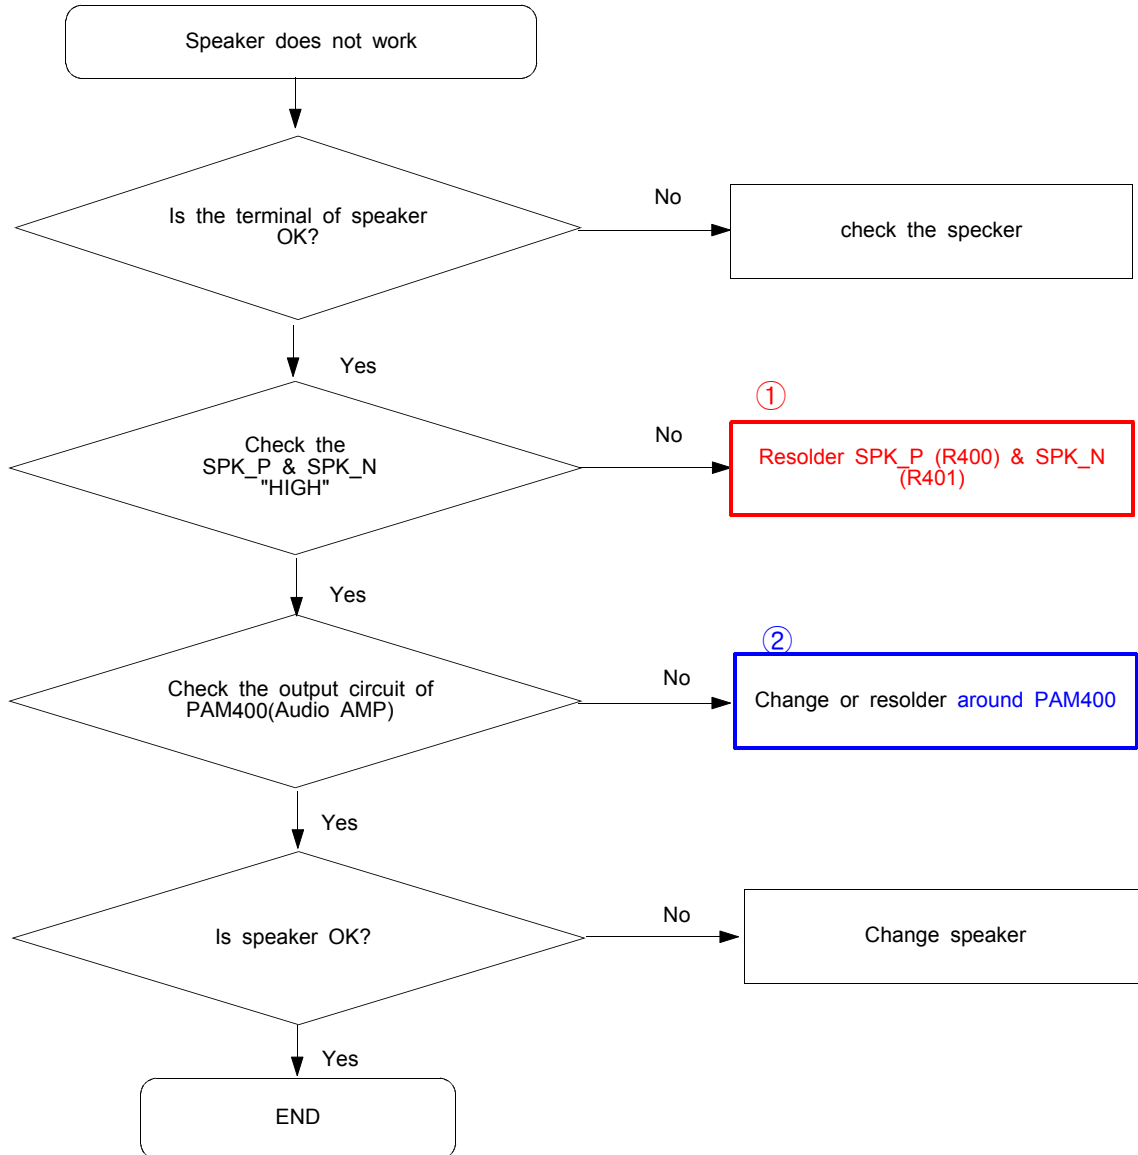 Speaker does not work
Is the terminal of speaker
OK?
No
check the specker
Yes
Check the
SPK_P & SPK_N
"HIGH"
No
①
Resolder SPK_P (R400) & SPK_N
(R401)
Yes
Check the output circuit of
PAM400(Audio AMP)
No
②
Change or resolder around PAM400
Yes
Is speaker OK?
No
Change speaker
Yes
END